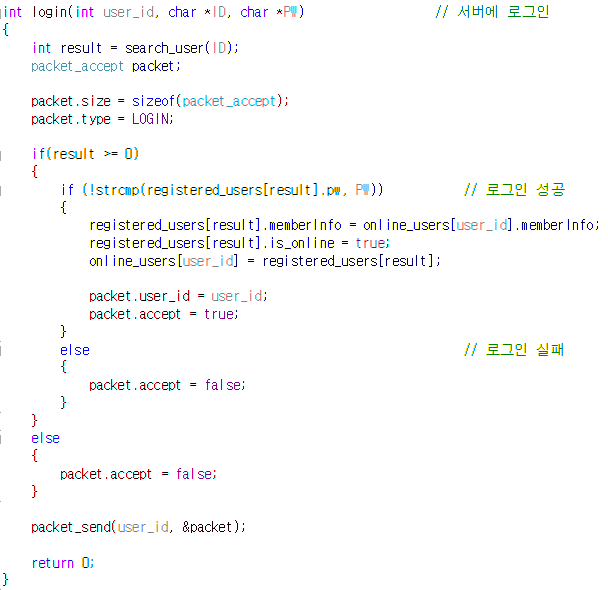 int login(int user_id, char *ID, char *PW) // 서버에 로그인
{
int result = search_user(ID);
packet_accept packet;
packet.size = sizeof(packet_accept);
packet.type = LOGIN;
if(result >= 0)
{
if (!strcmp(registered_users[result].pw, PW)) // 로그인 성공
{
registered_users[result].memberInfo = online_users[user_id].memberInfo;
registered_users[result].is_online = true;
online_users[user_id] = registered_users[result];
packet.user_id = user_id;
packet.accept = true;
}
else // 로그인 실패
{
packet.accept = false;
}
}
else
{
packet.accept = false;
}
packet_send(user_id, &packet);
return 0;
}